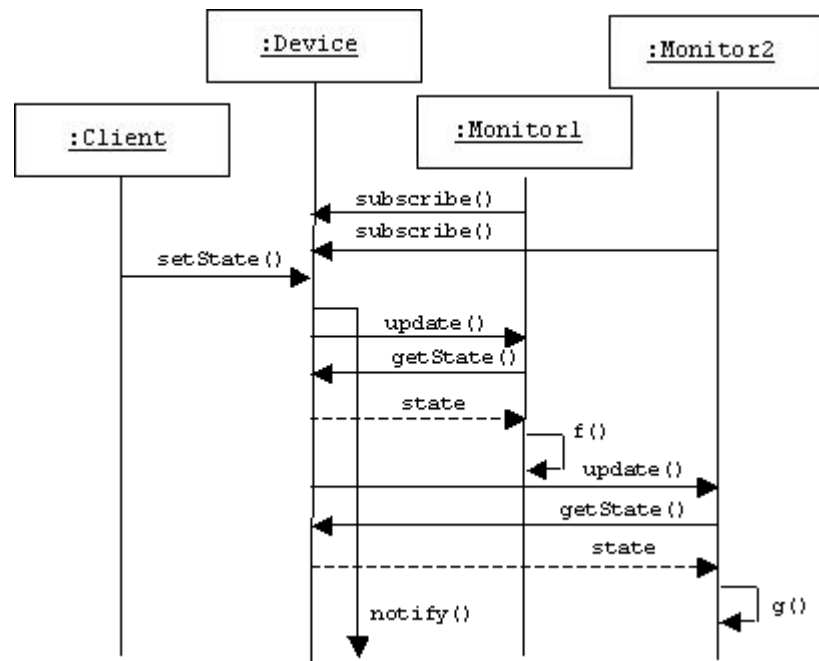 :Device
:Monitor2
:Client
:Monitor1
subscribe()
subscribe()
setState()
update()
getState()
state
f()
update()
getState()
state
g()
notify()